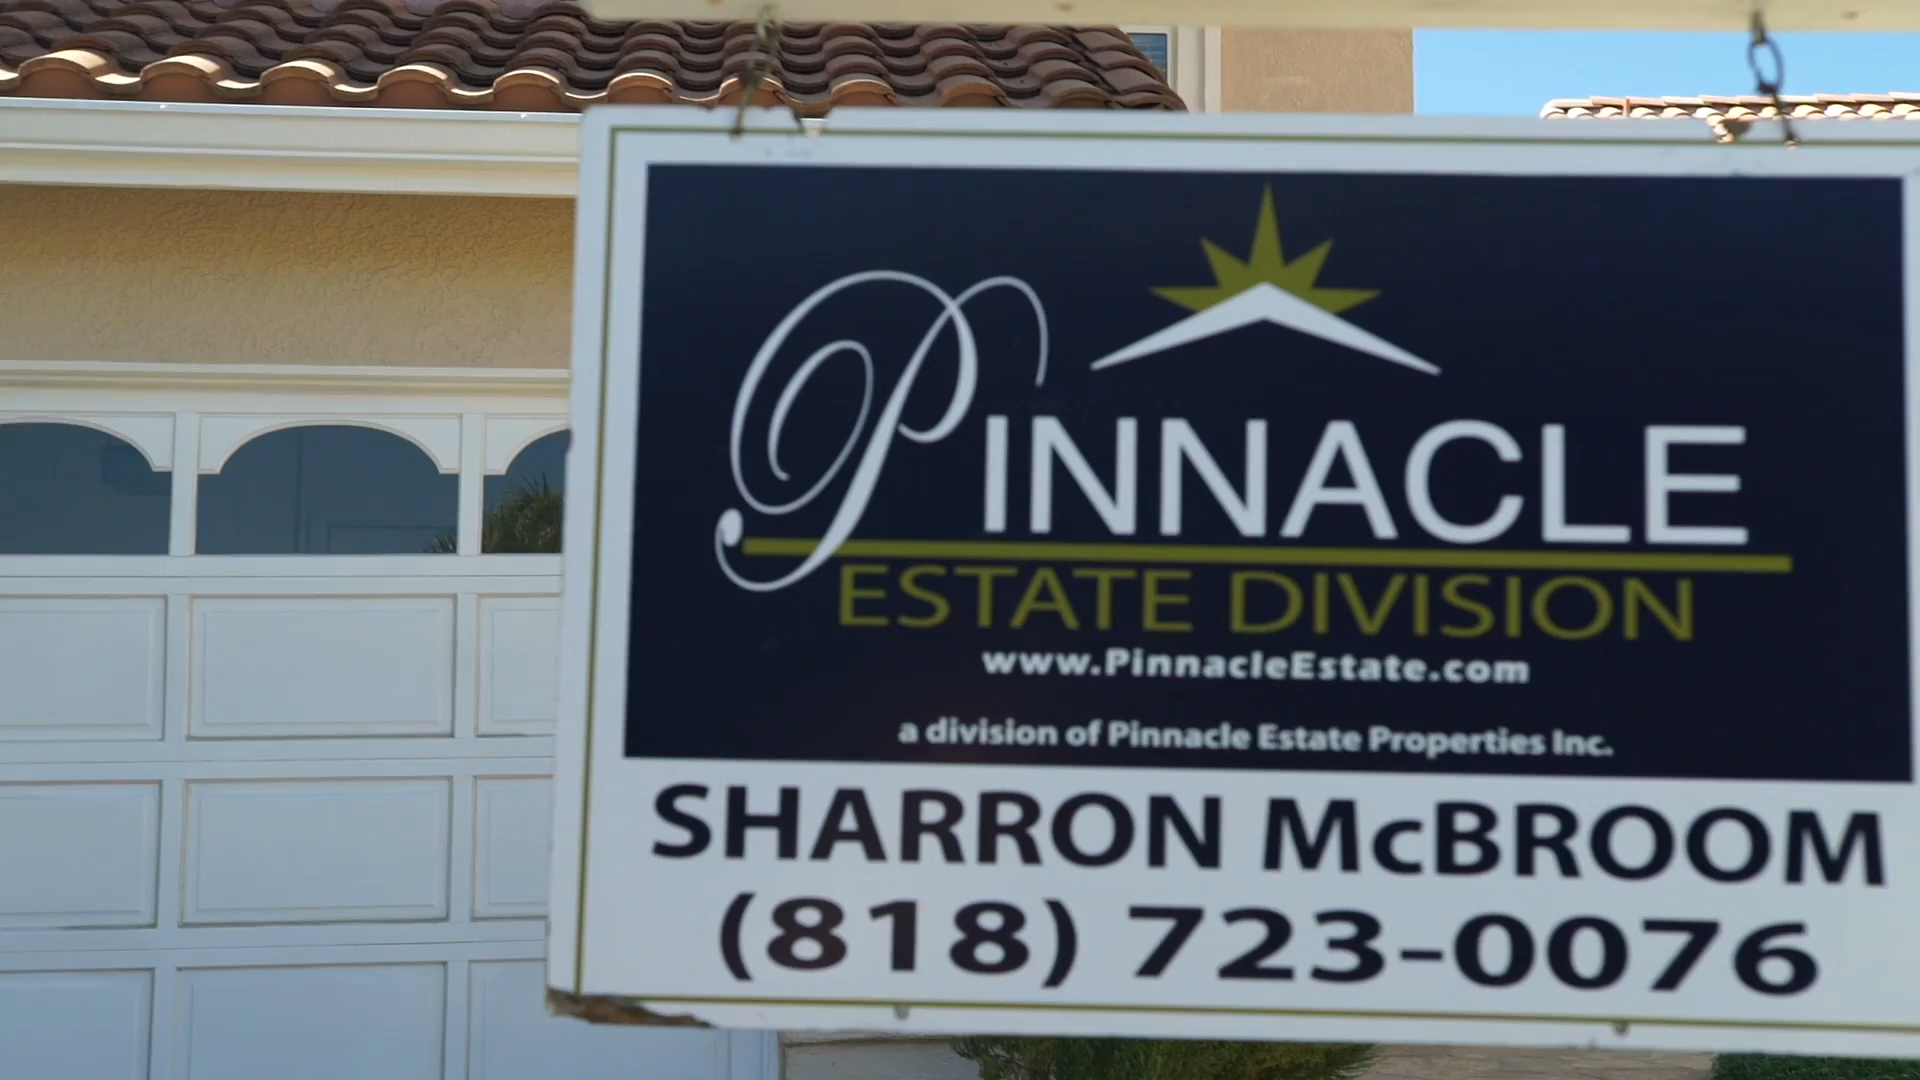 PINNACLE
ESTATE DIVISION
www.PinnacleEstate.com
a division of Pinnacle Estate Properties Inc.
SHARRON McBROOM
(818) 723-0076